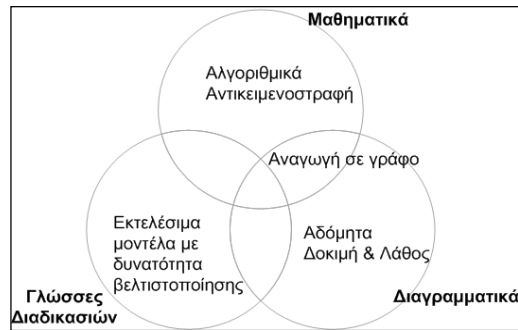 Μαθηματικά
Αλγοριθμικά
Αντικειμενοστραφή
Αναγωγή σε γράφο
Εκτελέσιμα
μοντέλα με
δυνατότητα
βελτιστοποίησης
Αδόμητα
Δοκιμή & Λάθος
Γλώσσες
Διαδικασιών
Διαγραμματικά